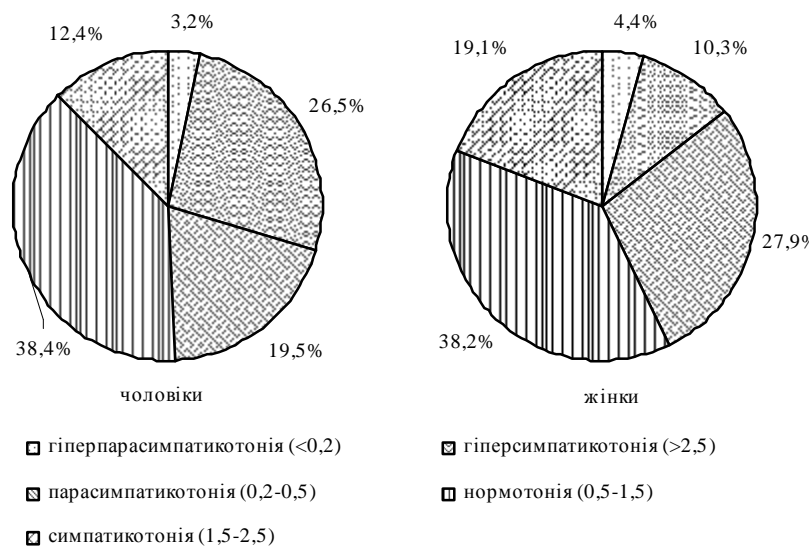 3,2%
12,4%
26,5%
38,4%
19,5%
чоловіки
4,4%
19,1%
10,3%
27,9%
38,2%
жінки
гіперпарасимпатикотонія (<0,2)
гіперсимпатикотонія (>2,5)
парасимпатикотонія (0,2-0,5)
нормотонія (0,5-1,5)
симпатикотонія (1,5-2,5)